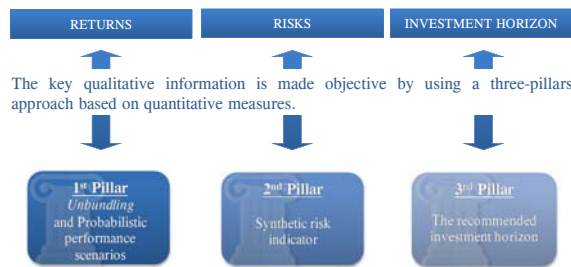 RETURNS
RISKS
INVESTMENT HORIZON
The key qualitative information is made objective by using a three-pillars
approach based on quantitative measures.
1st Pillar
Unbundling
and Probabilistic
performance
scenarios
2nd Pillar
Synthetic risk
indicator
3rd Pillar
The recommended
investment horizon